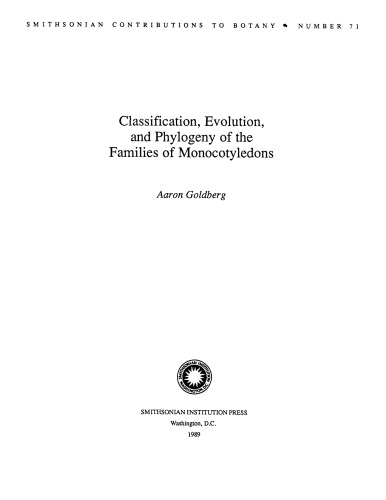 SMITHSONIAN CONTRIBUTIONS TO BOTANY • NUMBER 71
Classification, Evolution,
and Phylogeny of the
Families of Monocotyledons
Aaron Goldberg
SMITHSONIAN INSTITUTION PRESS
Washington, D.C.
1989